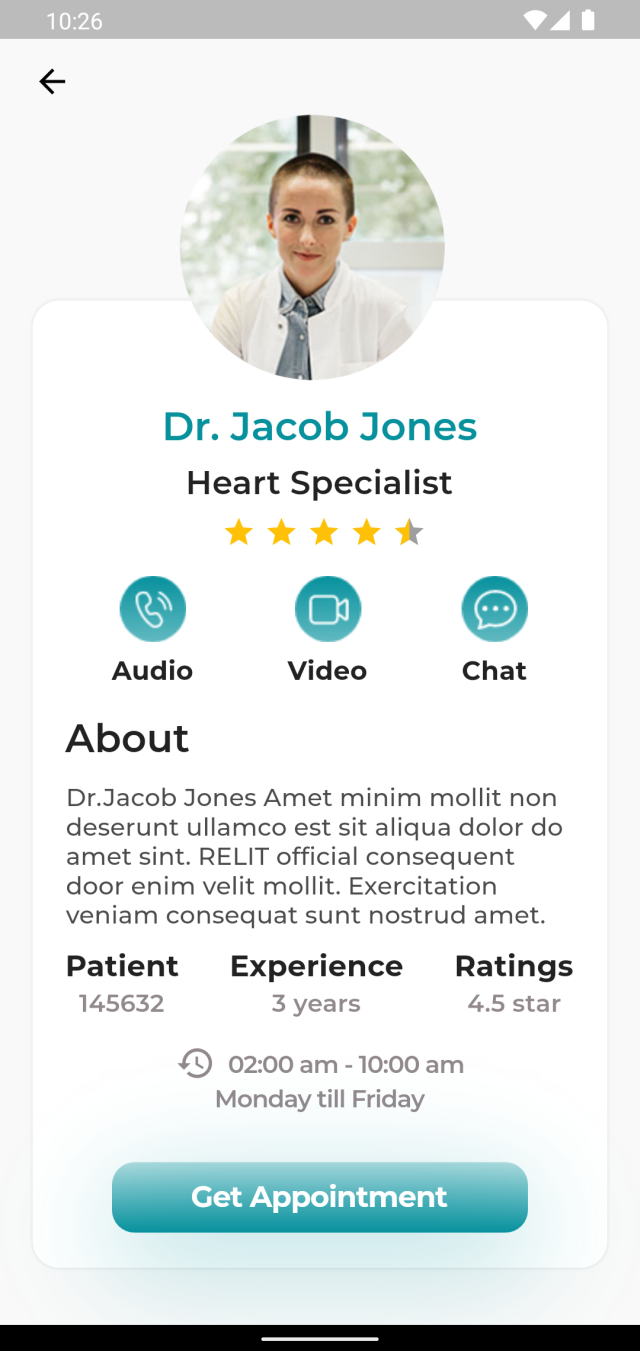 10:26
Dr. Jacob Jones
Heart Specialist
Audio Video Chat
About
Dr.Jacob Jones Amet minim mollit non
deserunt ullamco est sit aliqua dolor do
amet sint. RELIT official consequent
door enim velit mollit. Exercitation
veniam consequat sunt nostrud amet.
Patient Experience Ratings
145632 3 years 4.5 star
02:00 am - 10:00 am
Monday till Friday
Get Appointment